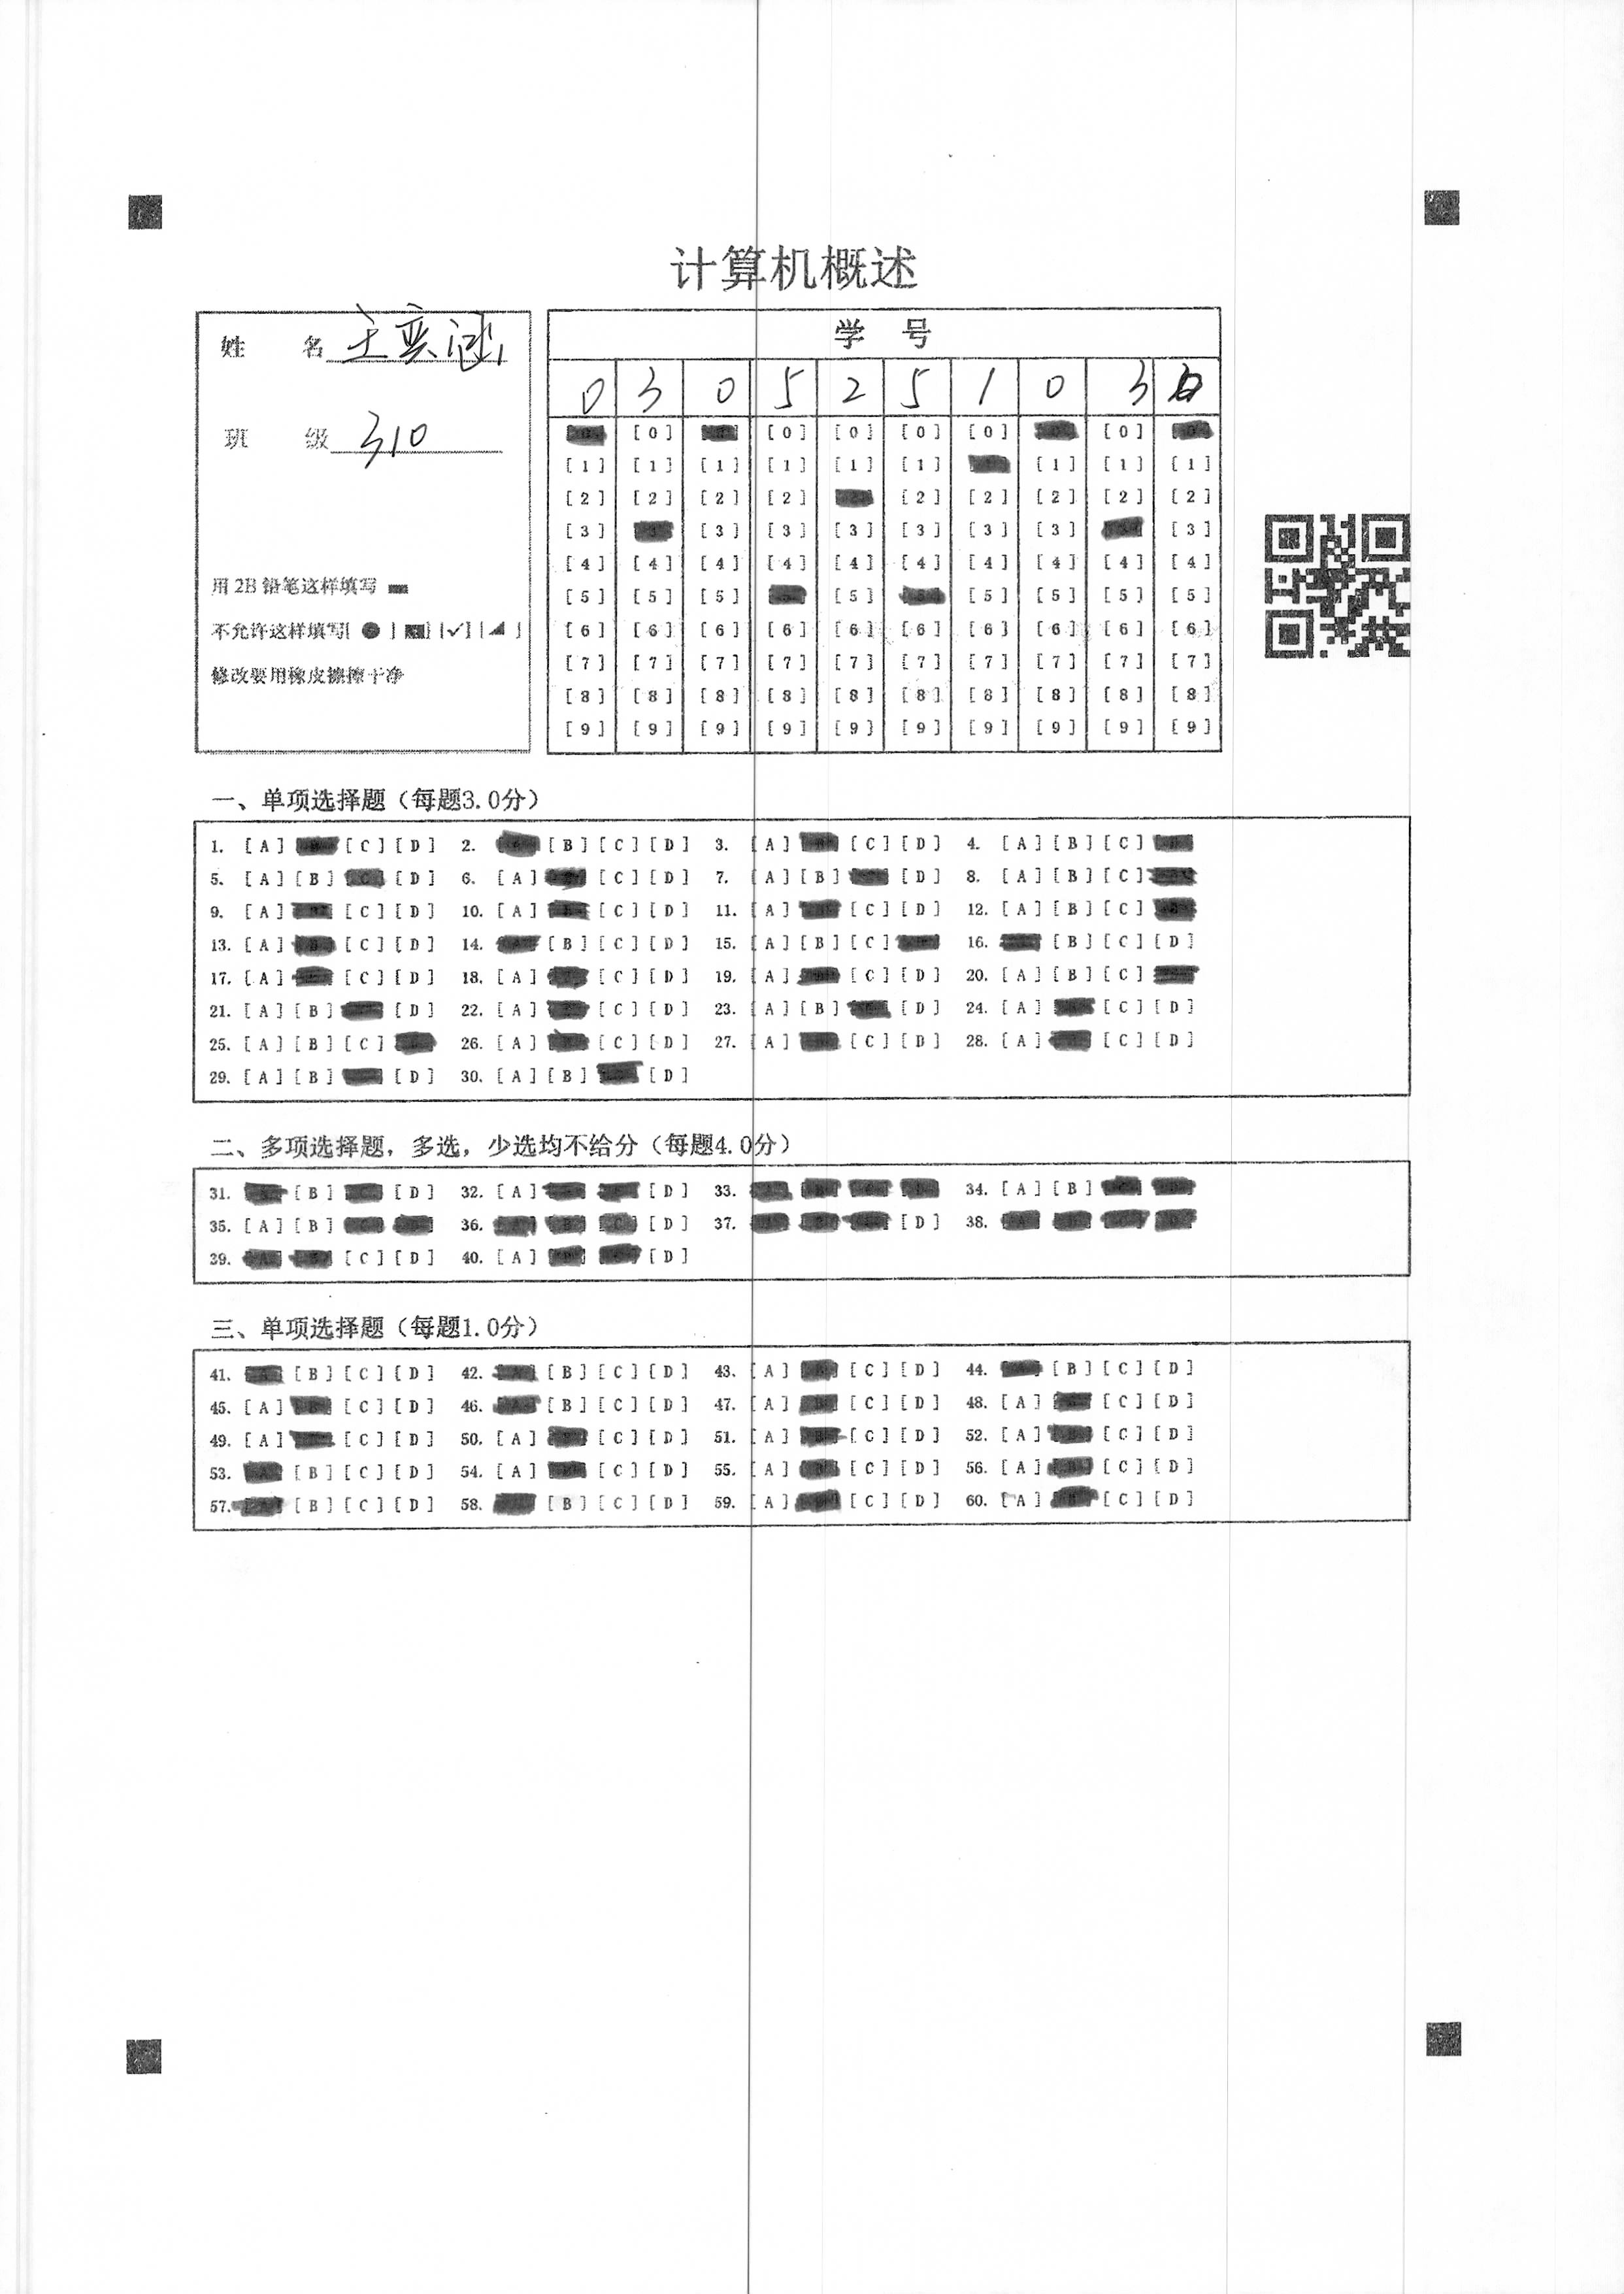 计算机概述
姓 名 王奕涵
班 级 310
用 2B 铅笔这样填写
不允许这样填写[ ● ] [ ] [✓] [◢ ]
修改要用橡皮擦擦干净
学 号
0 3 0 5 2 5 1 0 3
[0] [0] [0] [0] [0] [0]
[1] [1] [1] [1] [1] [1] [1] [1] [1]
[2] [2] [2] [2] [2] [2] [2] [2] [2]
[3] [3] [3] [3] [3] [3] [3] [3]
[4] [4] [4] [4] [4] [4] [4] [4] [4] [4]
[5] [5] [5] [5] [5] [5] [5] [5]
[6] [6] [6] [6] [6] [6] [6] [6] [6] [6]
[7] [7] [7] [7] [7] [7] [7] [7] [7] [7]
[8] [8] [8] [8] [8] [8] [8] [8] [8] [8]
[9] [9] [9] [9] [9] [9] [9] [9] [9] [9]
一、单项选择题（每题3.0分）
1. [A] [C] [D] 2. [B] [C] [D] 3. [A] [C] [D] 4. [A] [B] [C]
5. [A] [B] [D] 6. [A] [C] [D] 7. [A] [B] [D] 8. [A] [B] [C]
9. [A] [C] [D] 10. [A] [C] [D] 11. [A] [C] [D] 12. [A] [B] [C]
13. [A] [C] [D] 14. [B] [C] [D] 15. [A] [B] [C] 16. [B] [C] [D]
17. [A] [C] [D] 18. [A] [C] [D] 19. [A] [C] [D] 20. [A] [B] [C]
21. [A] [B] [D] 22. [A] [C] [D] 23. [A] [B] [D] 24. [A] [C] [D]
25. [A] [B] [C] 26. [A] [C] [D] 27. [A] [C] [D] 28. [A] [C] [D]
29. [A] [B] [D] 30. [A] [B] [D]
二、多项选择题，多选，少选均不给分（每题4.0分）
31. [B] [D] 32. [A] [D] 33. 34. [A] [B]
35. [A] [B] 36. [D] 37. [D] 38.
39. [C] [D] 40. [A] [D]
三、单项选择题（每题1.0分）
41. [B] [C] [D] 42. [B] [C] [D] 43. [A] [C] [D] 44. [B] [C] [D]
45. [A] [C] [D] 46. [B] [C] [D] 47. [A] [C] [D] 48. [A] [C] [D]
49. [A] [C] [D] 50. [A] [C] [D] 51. [A] [C] [D] 52. [A] [C] [D]
53. [B] [C] [D] 54. [A] [C] [D] 55. [A] [C] [D] 56. [A] [C] [D]
57. [B] [C] [D] 58. [B] [C] [D] 59. [A] [C] [D] 60. [A] [C] [D]